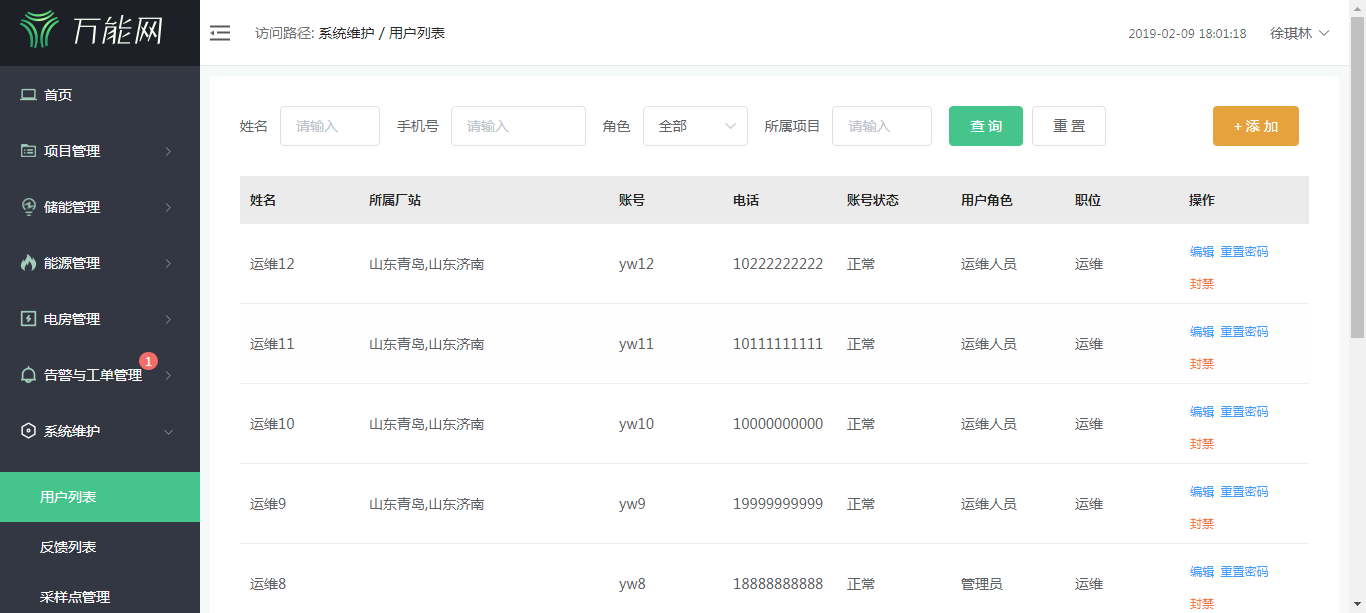 万能网
访问路径: 系统维护 / 用户列表
2019-02-09 18:01:18
徐琪林
首页
项目管理
储能管理
能源管理
电房管理
告警与工单管理
1
系统维护
用户列表
反馈列表
采样点管理
姓名 请输入 手机号 请输入 角色 全部 所属项目 请输入 查 询 重 置 + 添 加
姓名 所属厂站 账号 电话 账号状态 用户角色 职位 操作
运维12 山东青岛,山东济南 yw12 10222222222 正常 运维人员 运维 编辑 重置密码
封禁
运维11 山东青岛,山东济南 yw11 10111111111 正常 运维人员 运维 编辑 重置密码
封禁
运维10 山东青岛,山东济南 yw10 10000000000 正常 运维人员 运维 编辑 重置密码
封禁
运维9 山东青岛,山东济南 yw9 19999999999 正常 运维人员 运维 编辑 重置密码
封禁
运维8 yw8 18888888888 正常 管理员 运维 编辑 重置密码
封禁